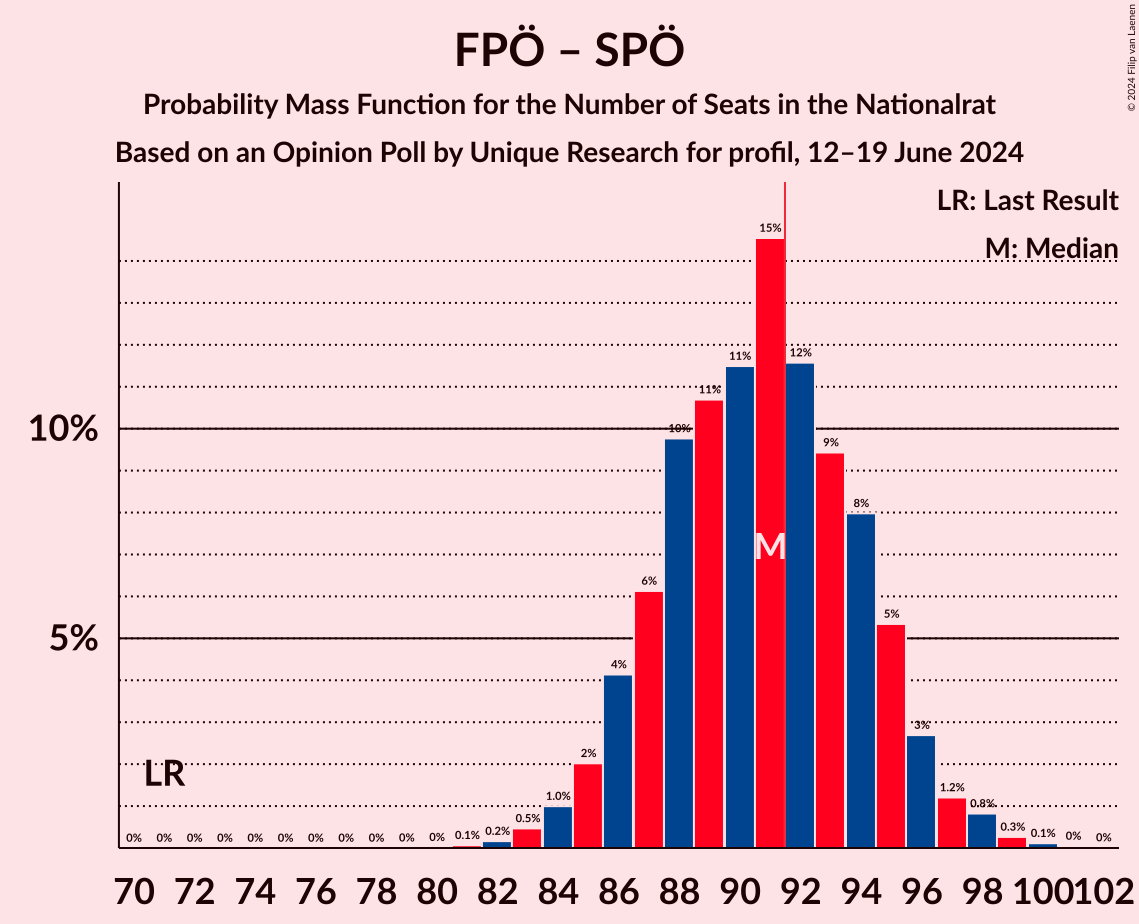 FPÖ – SPÖ
Probability Mass Function for the Number of Seats in the Nationalrat
Based on an Opinion Poll by Unique Research for profil, 12–19 June 2024
© 2024 Filip van Laenen
LR: Last Result
M: Median
10%
5%
LR
M
0% 0% 0% 0% 0% 0% 0% 0% 0% 0% 0% 0.1% 0.2% 0.5% 1.0% 2% 4% 6% 10% 11% 11% 15% 12% 9% 8% 5% 3% 1.2% 0.8% 0.3% 0.1% 0% 0%
70 72 74 76 78 80 82 84 86 88 90 92 94 96 98 100 102